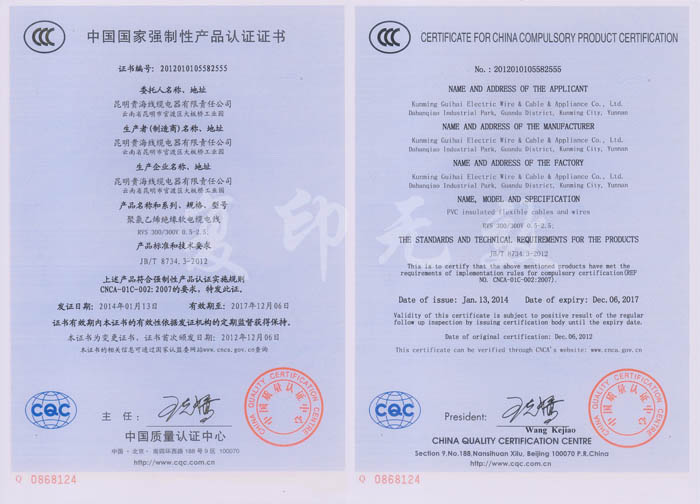 中国国家强制性产品认证证书
证书编号: 2012010105582555
委托人名称、地址
昆明贵海线缆电器有限责任公司
云南省昆明市官渡区大板桥工业园
生产者(制造商)名称、地址
昆明贵海线缆电器有限责任公司
云南省昆明市官渡区大板桥工业园
生产企业名称、地址
昆明贵海线缆电器有限责任公司
云南省昆明市官渡区大板桥工业园
产品名称和系列、规格、型号
聚氯乙烯绝缘软电缆电线
RVS 300/300V 0.5-2.5;
产品标准和技术要求
JB/T 8734.3-2012
上述产品符合强制性产品认证实施规则
CNCA-01C-002:2007的要求,特发此证。
发证日期: 2014年01月13日 有效期至: 2017年12月06日
证书有效期内本证书的有效性依据发证机构的定期监督获得保持。
本证书为变更证书,证书首次颁发日期: 2012年12月06日
本证书的相关信息可通过国家认监委网站www.cnca.gov.cn查询
CQC
主任:
中国质量认证中心
CHINA QUALITY CERTIFICATION CENTRE
中国质量认证中心
中国·北京·南四环西路188号9区 100070
http://www.cqc.com.cn
Q 0868124
CERTIFICATE FOR CHINA COMPULSORY PRODUCT CERTIFICATION
No.: 2012010105582555
NAME AND ADDRESS OF THE APPLICANT
Kunming Guihai Electric Wire & Cable & Appliance Co., Ltd.
Dabanqiao Industrial Park, Guandu District, Kunming City, Yunnan
NAME AND ADDRESS OF THE MANUFACTURER
Kunming Guihai Electric Wire & Cable & Appliance Co., Ltd.
Dabanqiao Industrial Park, Guandu District, Kunming City, Yunnan
NAME AND ADDRESS OF THE FACTORY
Kunming Guihai Electric Wire & Cable & Appliance Co., Ltd.
Dabanqiao Industrial Park, Guandu District, Kunming City, Yunnan
NAME, MODEL AND SPECIFICATION
PVC insulated flexible cables and wires
RVS 300/300V 0.5-2.5;
THE STANDARDS AND TECHNICAL REQUIREMENTS FOR THE PRODUCTS
JB/T 8734.3-2012
This is to certify that the above mentioned products have met the
requirements of implementation rules for compulsory certification(REF
NO. CNCA-01C-002:2007).
Date of issue: Jan.13,2014 Date of expiry: Dec.06,2017
Validity of this certificate is subject to positive result of the regular
follow up inspection by issuing certification body until the expiry date.
Date of original certification: Dec.06,2012
This certificate can be verified through CNCA's website: www.cnca.gov.cn
CQC
President:
Wang Kejiao
CHINA QUALITY CERTIFICATION CENTRE
CHINA QUALITY CERTIFICATION CENTRE
中国质量认证中心
Section 9.No.188,Nansihuan Xilu, Beijing 100070 P.R.China
http://www.cqc.com.cn
Q 0868124
复印无效